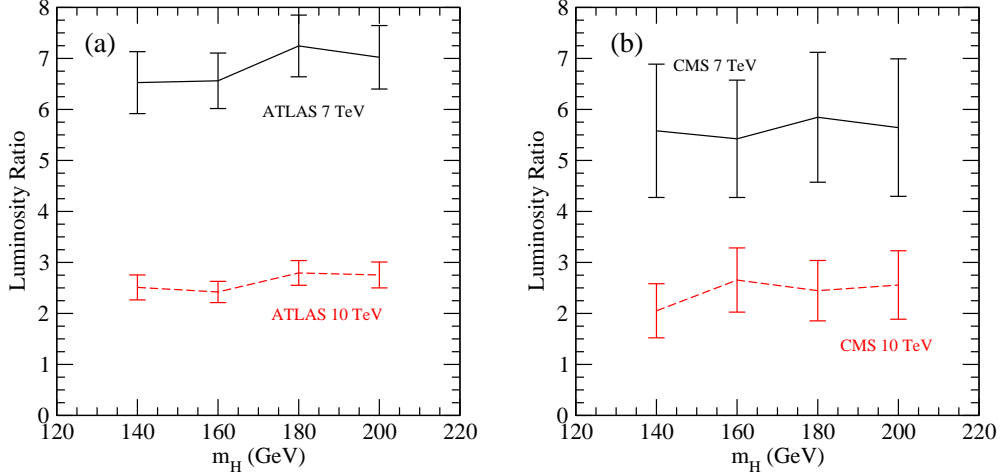 (a)
8
7
6
5
4
3
2
1
0
Luminosity Ratio
ATLAS 7 TeV
ATLAS 10 TeV
120 140 160 180 200 220
m_H (GeV)
(b)
8
7
6
5
4
3
2
1
0
Luminosity Ratio
CMS 7 TeV
CMS 10 TeV
120 140 160 180 200 220
m_H (GeV)